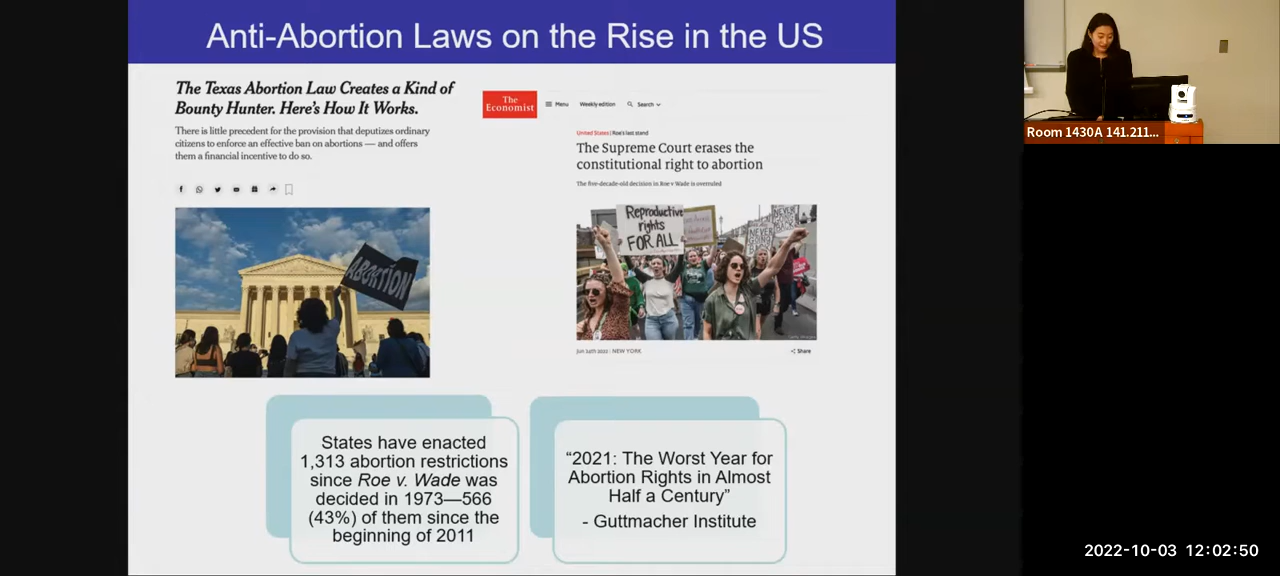 Anti-Abortion Laws on the Rise in the US
The Texas Abortion Law Creates a Kind of
Bounty Hunter. Here's How It Works.
There is little precedent for the provision that deputizes ordinary
citizens to enforce an effective ban on abortions — and offers
them a financial incentive to do so.
ABORTION
The
Economist
Menu
Weekly edition
Search
United States | Roe's last stand
The Supreme Court erases the
constitutional right to abortion
The five-decade-old decision in Roe v Wade is overruled
Reproductive
rights
FOR ALL
NEVER
GOING
BACK
Jun 24th 2022 | NEW YORK
Share
States have enacted
1,313 abortion restrictions
since Roe v. Wade was
decided in 1973—566
(43%) of them since the
beginning of 2011
“2021: The Worst Year for
Abortion Rights in Almost
Half a Century”
- Guttmacher Institute
Room 1430A 141.211...
2022-10-03 12:02:50